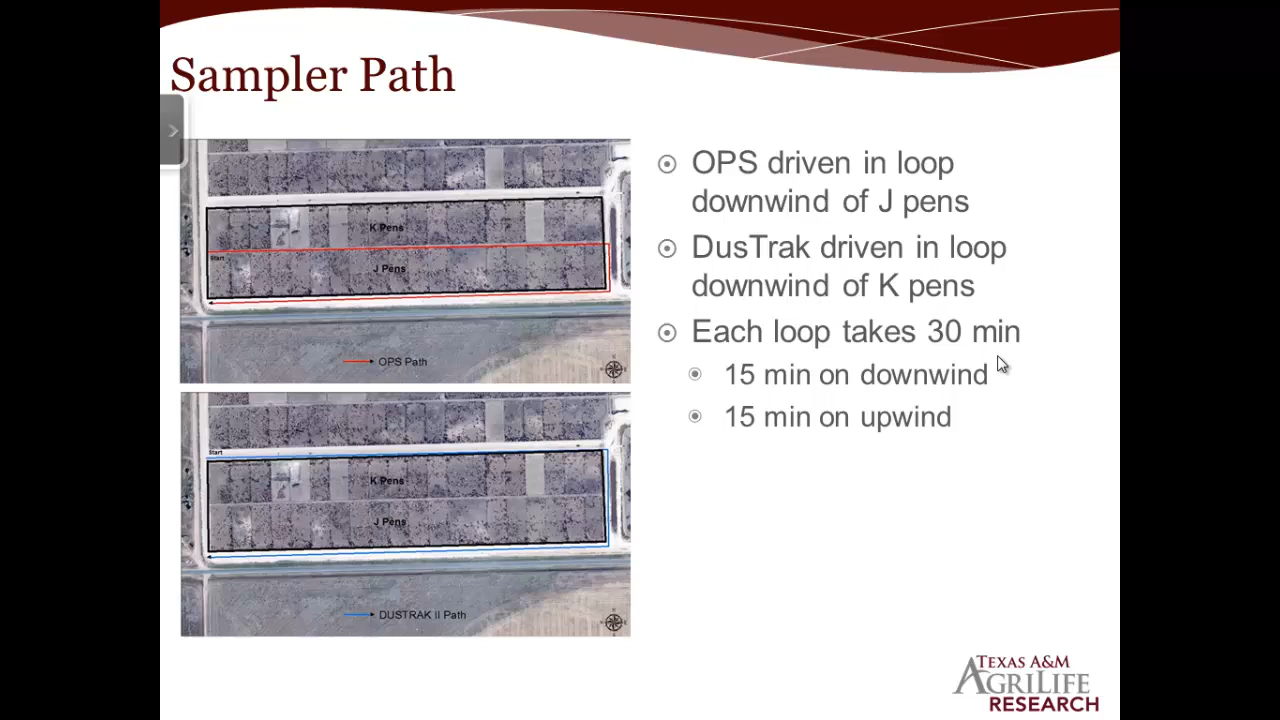 Sampler Path
K Pens
Start
J Pens
OPS Path
Start
K Pens
J Pens
DUSTRAK II Path
OPS driven in loop
downwind of J pens
DusTrak driven in loop
downwind of K pens
Each loop takes 30 min
15 min on downwind
15 min on upwind
TEXAS A&M
AGRILIFE
RESEARCH